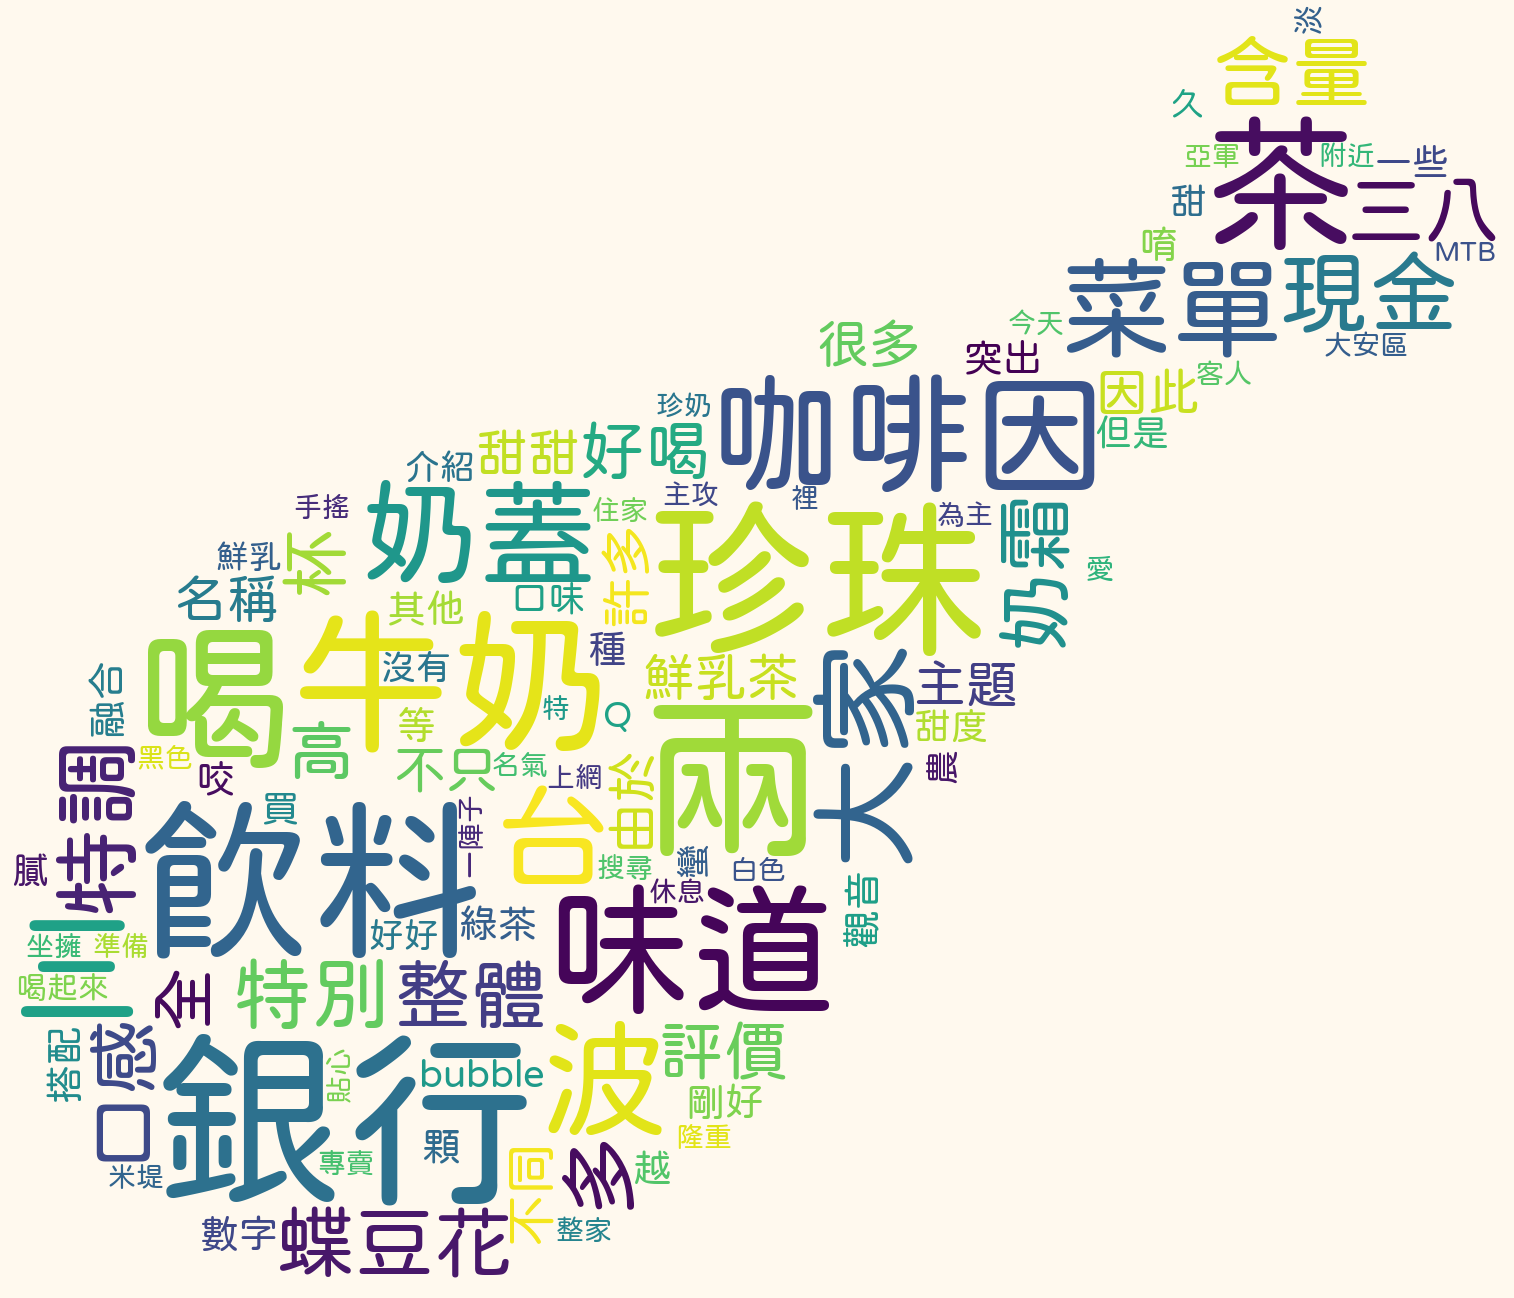 淡
含量
久
茶
亞軍
附近
一些
甜
三八
唷
MTB
菜單
現金
今天
大安區
很多
突出
因此
客人
珍奶
咖啡因
但是
介紹
甜甜
好喝
手搖
奶蓋
住家
主攻
裡
為主
奶霜
鮮乳
杯
許多
珍珠
愛
名稱
其他
口味
喝
牛奶
沒有
種
鮮乳茶
大家
主題
融合
特
Q
甜度
特調
黑色
咬
高
等
不只
名氣
上網
由於
兩
濃
買
飲料
一陣子
台
搜尋
蠻
白色
膩
好好
綠茶
休息
觀音
三
坐擁
準備
味道
喝起來
全
特別
整體
搭配
口感
銀行
貼心
bubble
波
評價
剛好
顆
隆重
米堤
專賣
不同
多
越
數字
蝶豆花
整家